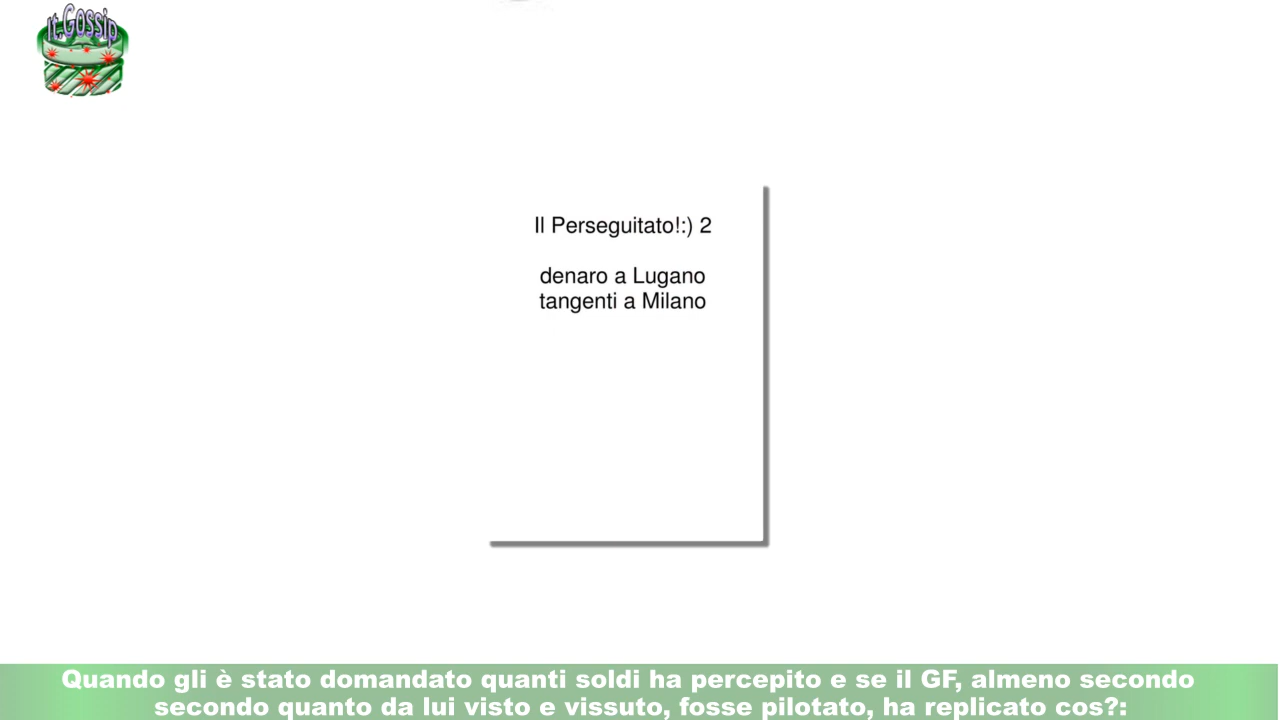 It.Gossip
Il Perseguitato!:) 2
denaro a Lugano
tangenti a Milano
Quando gli è stato domandato quanti soldi ha percepito e se il GF, almeno secondo
secondo quanto da lui visto e vissuto, fosse pilotato, ha replicato cos?: